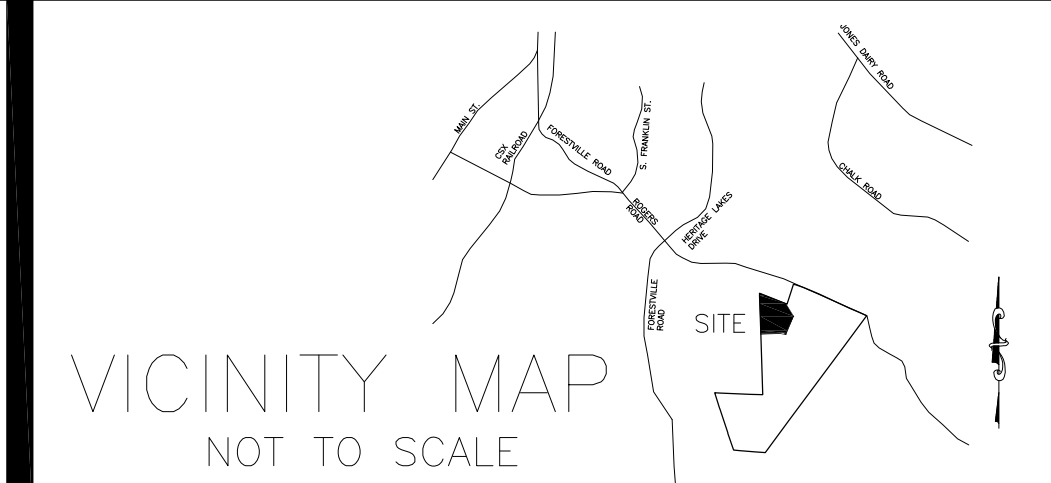 JONES DAIRY ROAD
MAIN ST.
CSX
RAILROAD
FORESTVILLE ROAD
S. FRANKLIN ST.
CHALK ROAD
ROGERS
ROAD
HERITAGE LAKES
DRIVE
FORESTVILLE
ROAD
SITE
VICINITY MAP
NOT TO SCALE